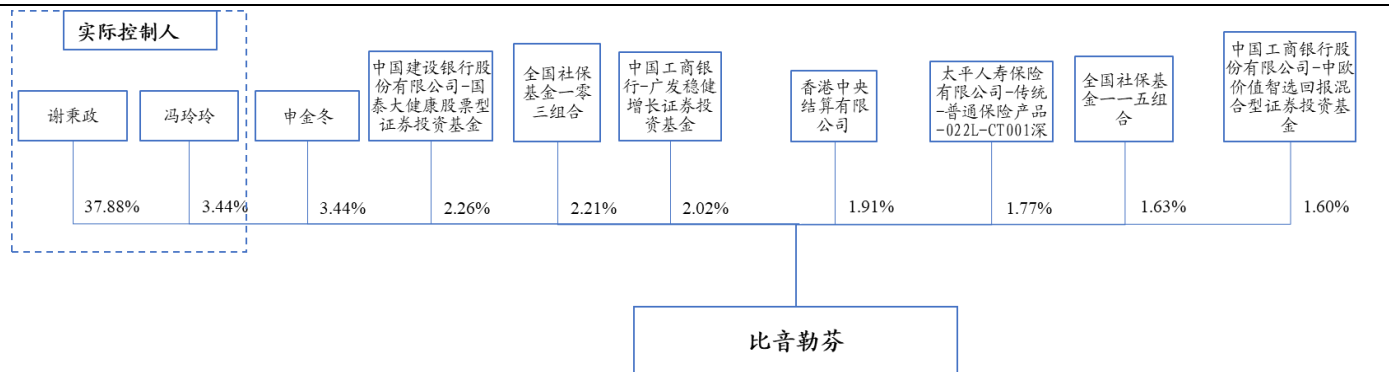 实际控制人
谢秉政
冯玲玲
申金冬
中国建设银行股
份有限公司-国
泰大健康股票型
证券投资基金
全国社保
基金一零
三组合
中国工商银
行-广发稳健
增长证券投
资基金
香港中央
结算有限
公司
太平人寿保险
有限公司-传统
-普通保险产品
-022L-CT001深
全国社保基
金一一五组
合
中国工商银行股
份有限公司-中欧
价值智选回报混
合型证券投资基
金
37.88%
3.44%
3.44%
2.26%
2.21%
2.02%
1.91%
1.77%
1.63%
1.60%
比音勒芬